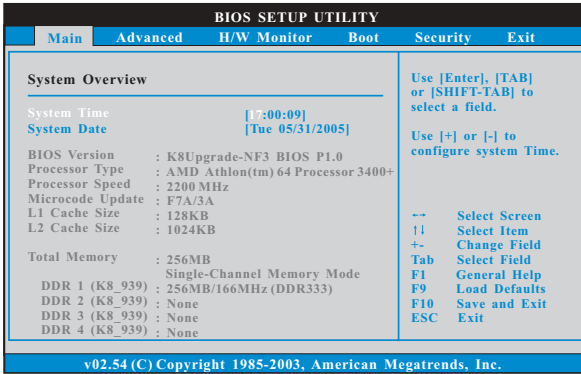 BIOS SETUP UTILITY
Main Advanced H/W Monitor Boot Security Exit
System Overview
System Time [17:00:09]
System Date [Tue 05/31/2005]
BIOS Version : K8Upgrade-NF3 BIOS P1.0
Processor Type : AMD Athlon(tm) 64 Processor 3400+
Processor Speed : 2200 MHz
Microcode Update : F7A/3A
L1 Cache Size : 128KB
L2 Cache Size : 1024KB
Total Memory : 256MB
Single-Channel Memory Mode
DDR 1 (K8_939) : 256MB/166MHz (DDR333)
DDR 2 (K8_939) : None
DDR 3 (K8_939) : None
DDR 4 (K8_939) : None
Use [Enter], [TAB]
or [SHIFT-TAB] to
select a field.
Use [+] or [-] to
configure system Time.
←→ Select Screen
↑↓ Select Item
+- Change Field
Tab Select Field
F1 General Help
F9 Load Defaults
F10 Save and Exit
ESC Exit
v02.54 (C) Copyright 1985-2003, American Megatrends, Inc.